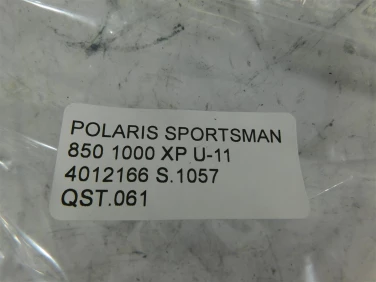 POLARIS SPORTSMAN
850 1000 XP U-11
4012166 S.1057
QST.061